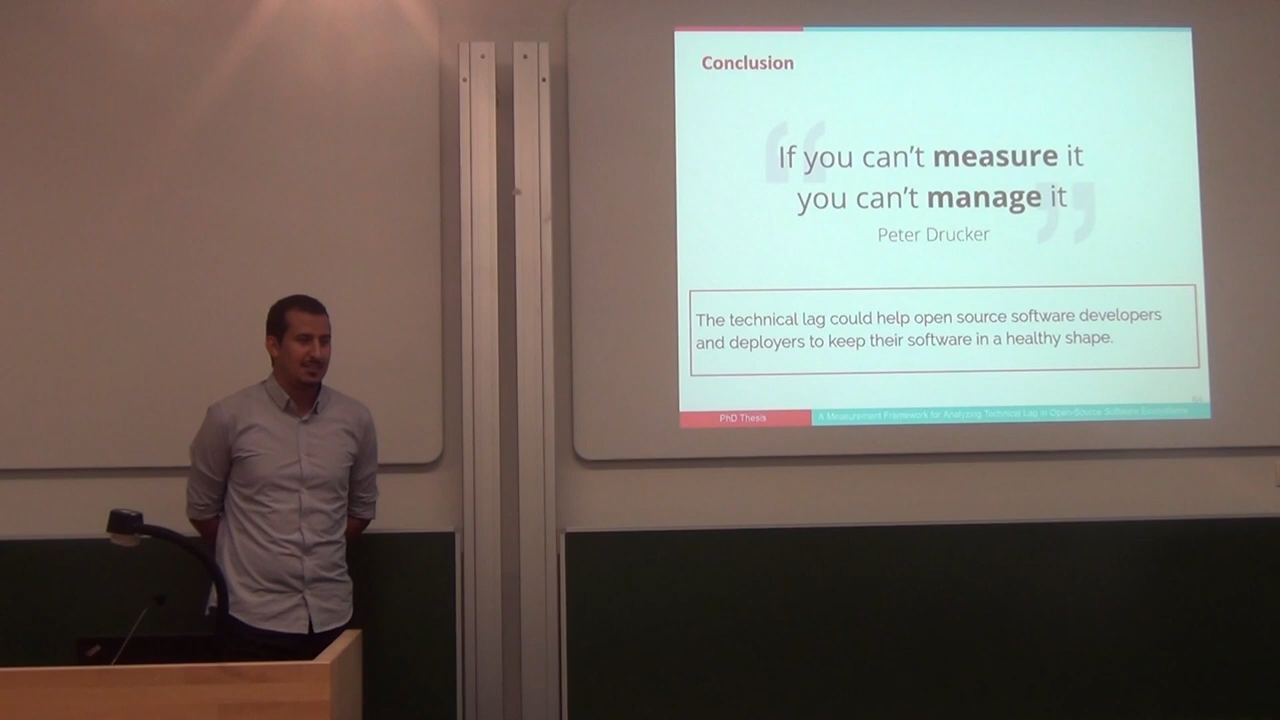 Conclusion
If you can't measure it
you can't manage it
Peter Drucker
The technical lag could help open source software developers
and deployers to keep their software in a healthy shape.
PhD Thesis
A Measurement Framework for Analyzing Technical Lag in Open-Source Software Ecosystems